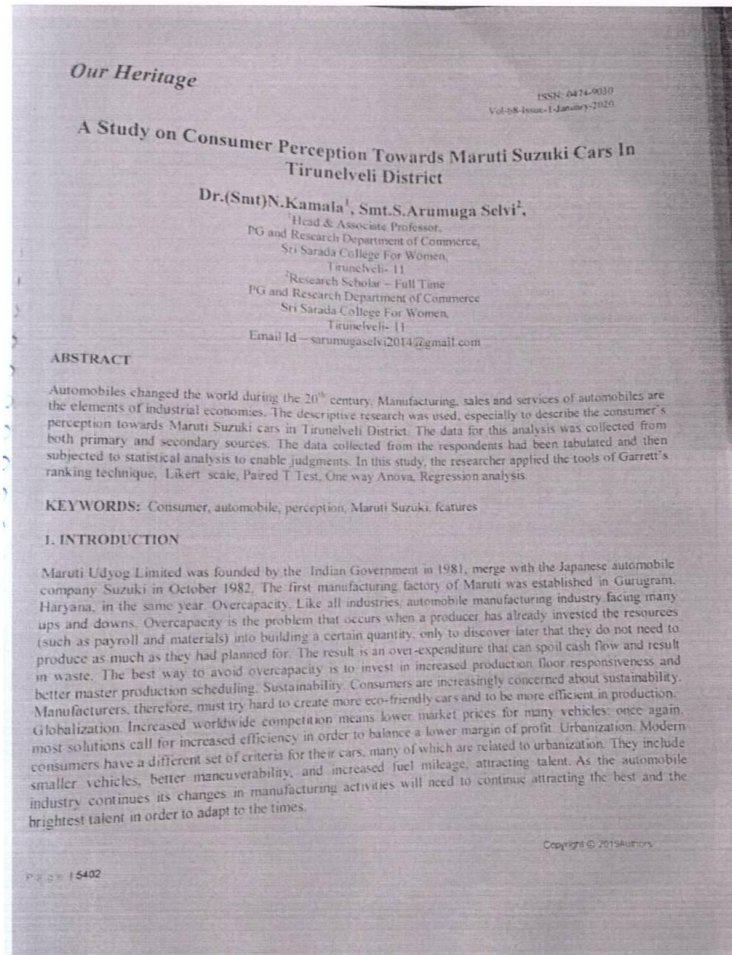 Our Heritage
ISSN: 0474-9030
Vol-68-Issue-1-January-2020
A Study on Consumer Perception Towards Maruti Suzuki Cars In
Tirunelveli District
Dr.(Smt)N.Kamala¹, Smt.S.Arumuga Selvi².
¹Head & Associate Professor,
PG and Research Department of Commerce,
Sri Sarada College For Women,
Tirunelveli- 11
²Research Scholar – Full Time
PG and Research Department of Commerce
Sri Sarada College For Women,
Tirunelveli- 11
Email Id – sarumugaselvi2014@gmail.com
ABSTRACT
Automobiles changed the world during the 20th century. Manufacturing, sales and services of automobiles are
the elements of industrial economies. The descriptive research was used, especially to describe the consumer's
perception towards Maruti Suzuki cars in Tirunelveli District. The data for this analysis was collected from
both primary and secondary sources. The data collected from the respondents had been tabulated and then
subjected to statistical analysis to enable judgments. In this study, the researcher applied the tools of Garrett's
ranking technique, Likert scale, Paired T Test, One way Anova, Regression analysis.
KEYWORDS: Consumer, automobile, perception, Maruti Suzuki, features
1. INTRODUCTION
Maruti Udyog Limited was founded by the Indian Government in 1981, merge with the Japanese automobile
company Suzuki in October 1982. The first manufacturing factory of Maruti was established in Gurugram,
Haryana, in the same year. Overcapacity. Like all industries, automobile manufacturing industry facing many
ups and downs. Overcapacity is the problem that occurs when a producer has already invested the resources
(such as payroll and materials) into building a certain quantity, only to discover later that they do not need to
produce as much as they had planned for. The result is an over-expenditure that can spoil cash flow and result
in waste. The best way to avoid overcapacity is to invest in increased production floor responsiveness and
better master production scheduling. Sustainability. Consumers are increasingly concerned about sustainability.
Manufacturers, therefore, must try hard to create more eco-friendly cars and to be more efficient in production.
Globalization. Increased worldwide competition means lower market prices for many vehicles; once again,
most solutions call for increased efficiency in order to balance a lower margin of profit. Urbanization. Modern
consumers have a different set of criteria for their cars, many of which are related to urbanization. They include
smaller vehicles, better maneuverability, and increased fuel mileage, attracting talent. As the automobile
industry continues its changes in manufacturing activities will need to continue attracting the best and the
brightest talent in order to adapt to the times.
Copyright © 2019Authors
Page | 5402